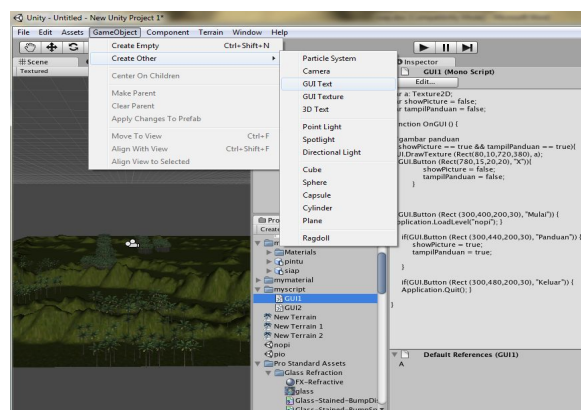 Unity - Untitled - New Unity Project 1*
File Edit Assets GameObject Component Terrain Window Help
Create Empty Ctrl+Shift+N
Create Other
Center On Children
Make Parent
Clear Parent
Apply Changes To Prefab
Move To View Ctrl+F
Align With View Ctrl+Shift+F
Align View to Selected
Particle System
Camera
GUI Text
GUI Texture
3D Text
Point Light
Spotlight
Directional Light
Cube
Sphere
Capsule
Cylinder
Plane
Ragdoll
Scene
Textured
Pro
Create
Materials
pintu
siap
mymaterial
myscript
GUI1
GUI2
New Terrain
New Terrain 1
New Terrain 2
nopi
pio
Pro Standard Assets
Glass Refraction
FX-Refractive
glass
Glass-Stained-BumpDis
Inspector
GUI1 (Mono Script)
Edit...
r a: Texture2D;
r showPicture = false;
r tampilPanduan = false;
nction OnGUI () {
gambar panduan
showPicture == true && tampilPanduan == true){
UI.DrawTexture (Rect(80,10,720,380), a);
GUI.Button (Rect(780,15,20,20), "X")){
showPicture = false;
tampilPanduan = false;
}
GUI.Button (Rect (300,400,200,30), "Mulai")) {
pplication.LoadLevel("nopi"); }
if(GUI.Button (Rect (300,440,200,30), "Panduan")) {
showPicture = true;
tampilPanduan = true;
}
if(GUI.Button (Rect (300,480,200,30), "Keluar")) {
Application.Quit(); }
}
Default References (GUI1)
A